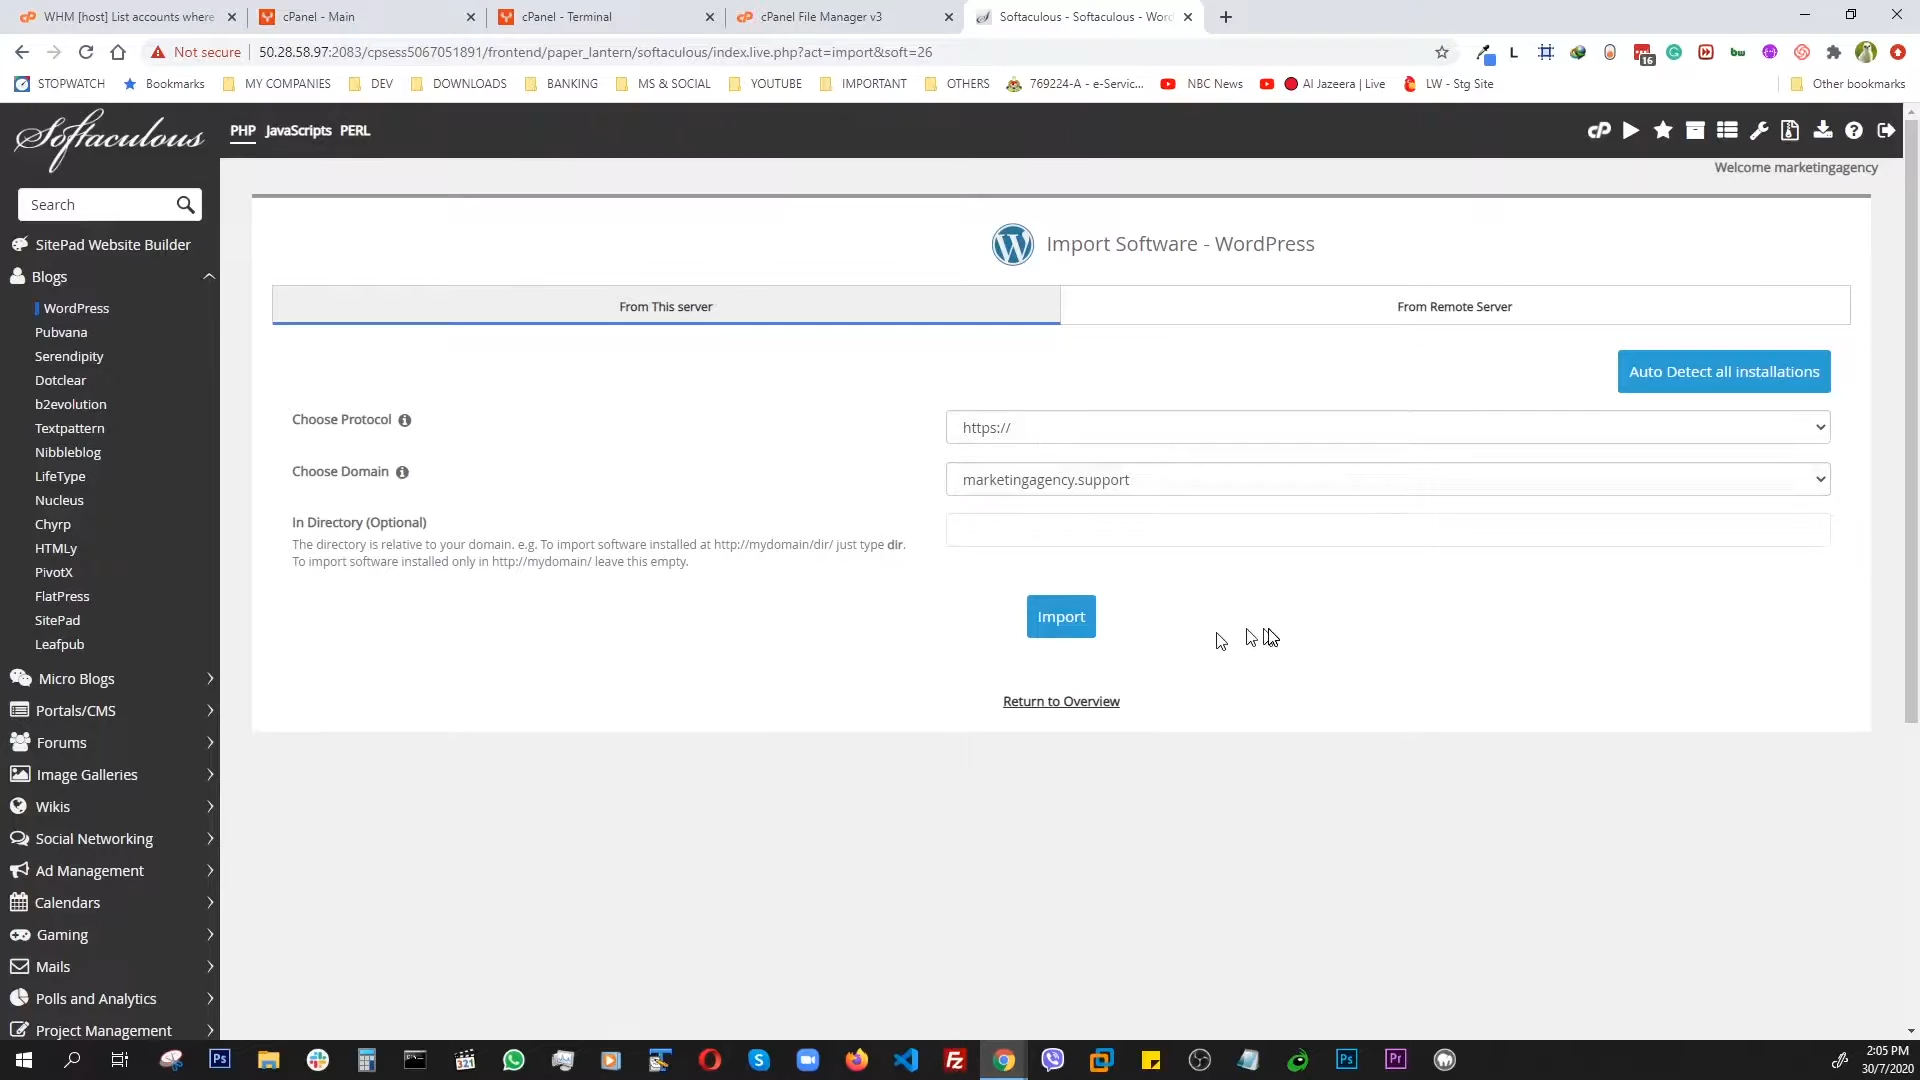 WHM [host] List accounts where
cPanel - Main
cPanel - Terminal
cPanel File Manager v3
Softaculous - Softaculous - Word
Not secure
50.28.58.97:2083/cpsess5067051891/frontend/paper_lantern/softaculous/index.live.php?act=import&soft=26
16
STOPWATCH
Bookmarks
MY COMPANIES
DEV
DOWNLOADS
BANKING
MS & SOCIAL
YOUTUBE
IMPORTANT
OTHERS
769224-A - e-Servic...
NBC News
Al Jazeera | Live
LW - Stg Site
Other bookmarks
Softaculous
PHP
JavaScripts
PERL
Welcome marketingagency
Search
SitePad Website Builder
Blogs
WordPress
Pubvana
Serendipity
Dotclear
b2evolution
Textpattern
Nibbleblog
LifeType
Nucleus
Chyrp
HTMLy
PivotX
FlatPress
SitePad
Leafpub
Micro Blogs
Portals/CMS
Forums
Image Galleries
Wikis
Social Networking
Ad Management
Calendars
Gaming
Mails
Polls and Analytics
Project Management
Import Software - WordPress
From This server
From Remote Server
Auto Detect all installations
Choose Protocol
https://
Choose Domain
marketingagency.support
In Directory (Optional)
The directory is relative to your domain. e.g. To import software installed at http://mydomain/dir/ just type dir.
To import software installed only in http://mydomain/ leave this empty.
Import
Return to Overview
2:05 PM
30/7/2020